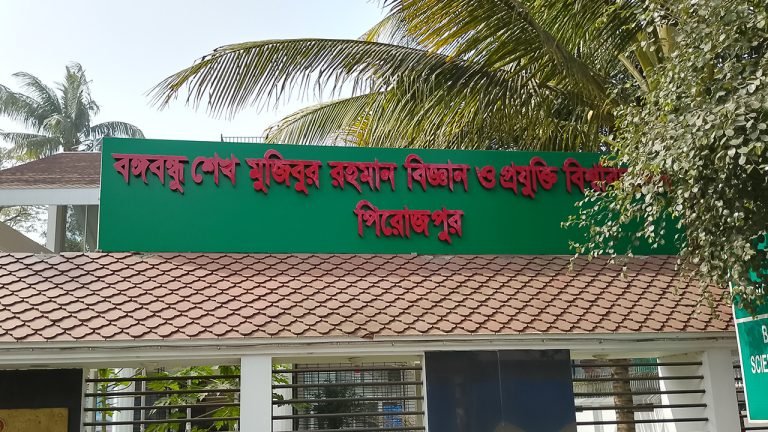 বঙ্গবন্ধু শেখ মুজিবুর রহমান বিজ্ঞান ও প্রযুক্তি
পিরোজপুর